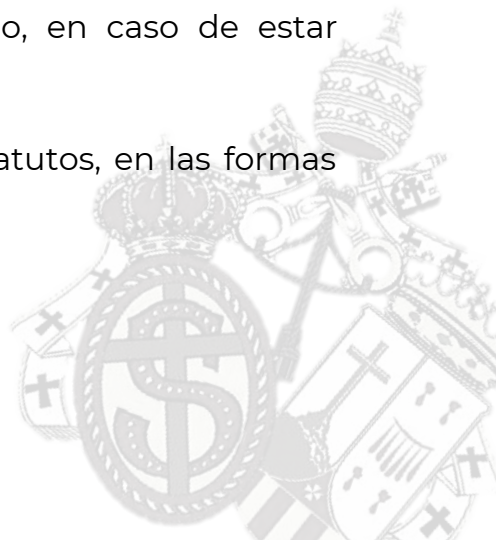 o, en caso de estar
atutos, en las formas